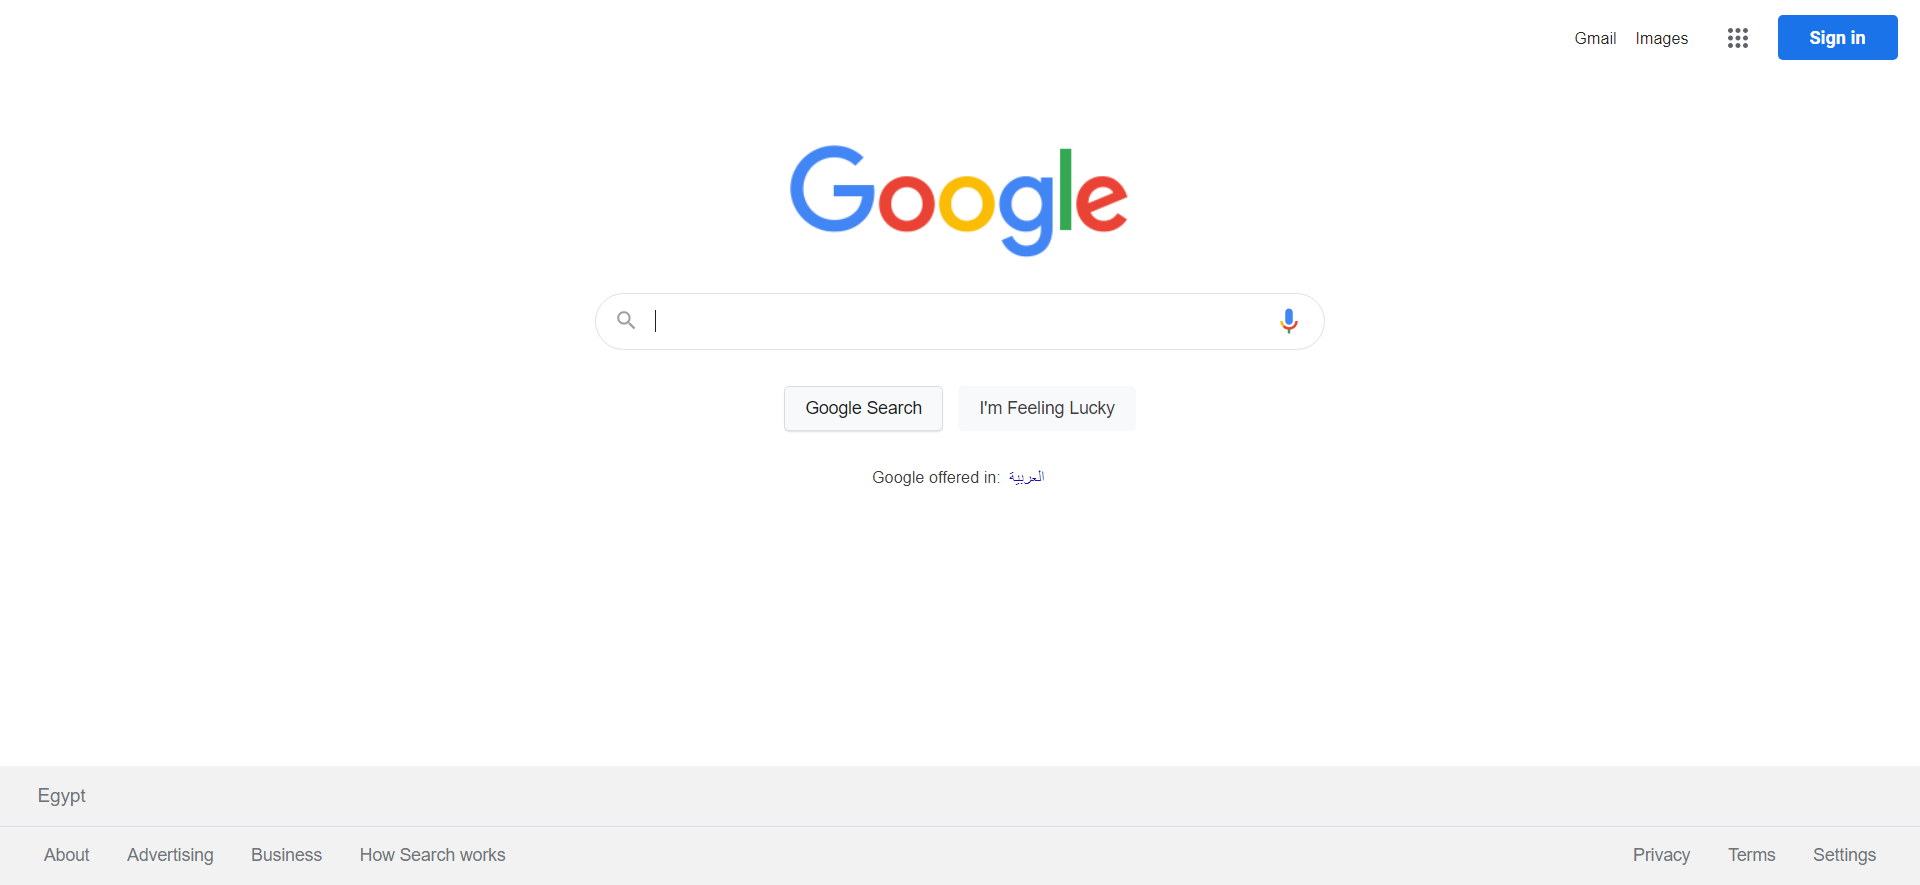 Gmail Images Sign in
Google
Google Search I'm Feeling Lucky
Google offered in: العربية
Egypt
About Advertising Business How Search works Privacy Terms Settings